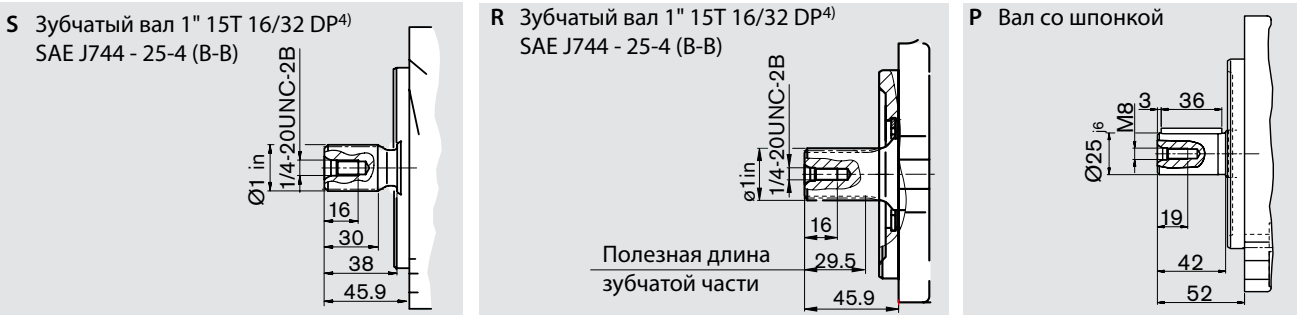 S Зубчатый вал 1" 15T 16/32 DP4)
SAE J744 - 25-4 (B-B)
Ø1 in
1/4-20UNC-2B
16
30
38
45.9
R Зубчатый вал 1" 15T 16/32 DP4)
SAE J744 - 25-4 (B-B)
ø1in
1/4-20UNC-2B
16
Полезная длина
зубчатой части
29.5
45.9
P Вал со шпонкой
3 36
Ø25 j6
M8
19
42
52